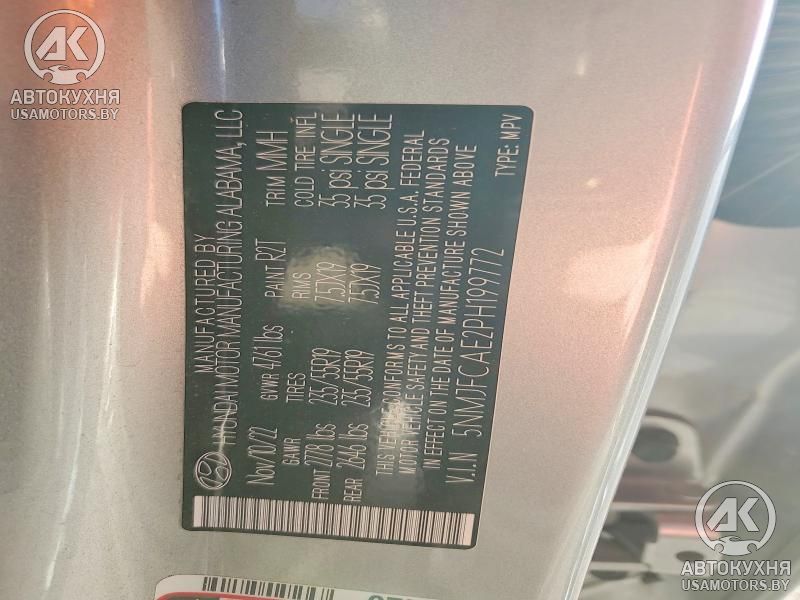 AK
АВТОКУХНЯ
USAMOTORS.BY
MANUFACTURED BY
HYUNDAI MOTOR MANUFACTURING ALABAMA, LLC
Nov/10/22 GVWR 4761 lbs PAINT R2T TRIM MMH
GAWR TIRES RIMS COLD TIRE INFL
FRONT 2778 lbs 235/55R19 7.5JX19 35 psi SINGLE
REAR 2646 lbs 235/55R19 7.5JX19 35 psi SINGLE
THIS VEHICLE CONFORMS TO ALL APPLICABLE U.S.A. FEDERAL
MOTOR VEHICLE SAFETY AND THEFT PREVENTION STANDARDS
IN EFFECT ON THE DATE OF MANUFACTURE SHOWN ABOVE
V.I.N 5NMJFCAE2PH199772
TYPE: MPV
AK
АВТОКУХНЯ
USAMOTORS.BY